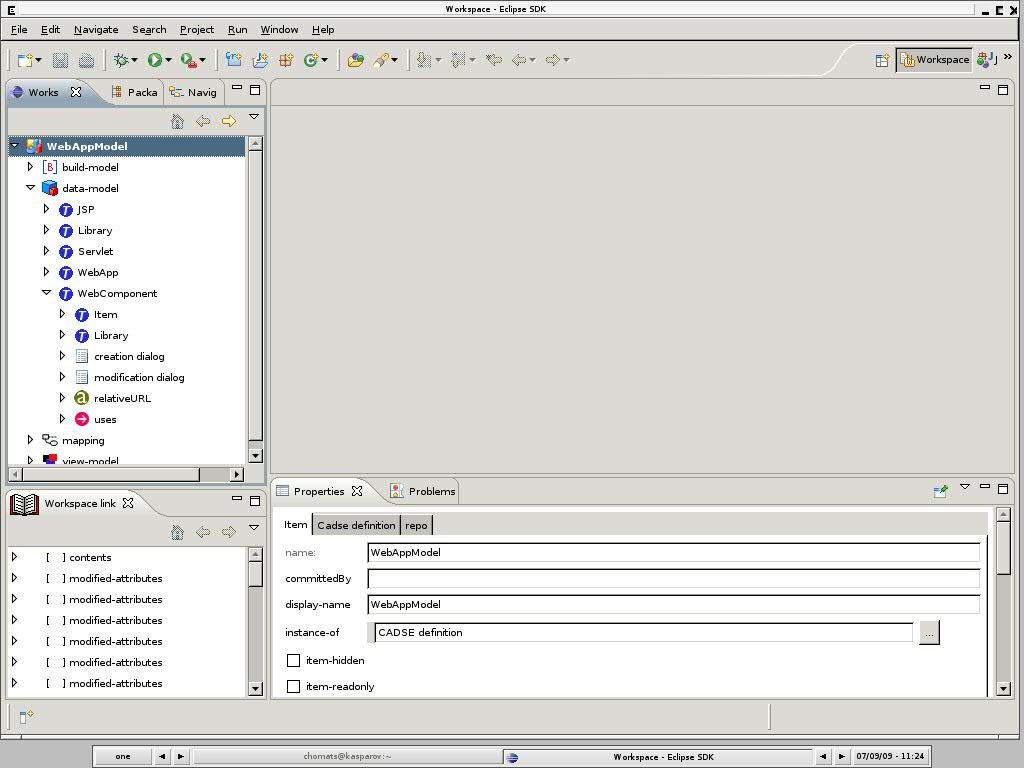 Workspace - Eclipse SDK
File Edit Navigate Search Project Run Window Help
Workspace J »
Works Packa Navig
WebAppModel
[B] build-model
data-model
T JSP
T Library
T Servlet
T WebApp
T WebComponent
T Item
T Library
creation dialog
modification dialog
a relativeURL
uses
mapping
view-model
Workspace link
[ ] contents
[ ] modified-attributes
[ ] modified-attributes
[ ] modified-attributes
[ ] modified-attributes
[ ] modified-attributes
[ ] modified-attributes
Properties Problems
Item Cadse definition repo
name: WebAppModel
committedBy
display-name WebAppModel
instance-of CADSE definition ...
item-hidden
item-readonly
one chomats@kasparov:~ Workspace - Eclipse SDK 07/09/09 - 11:24